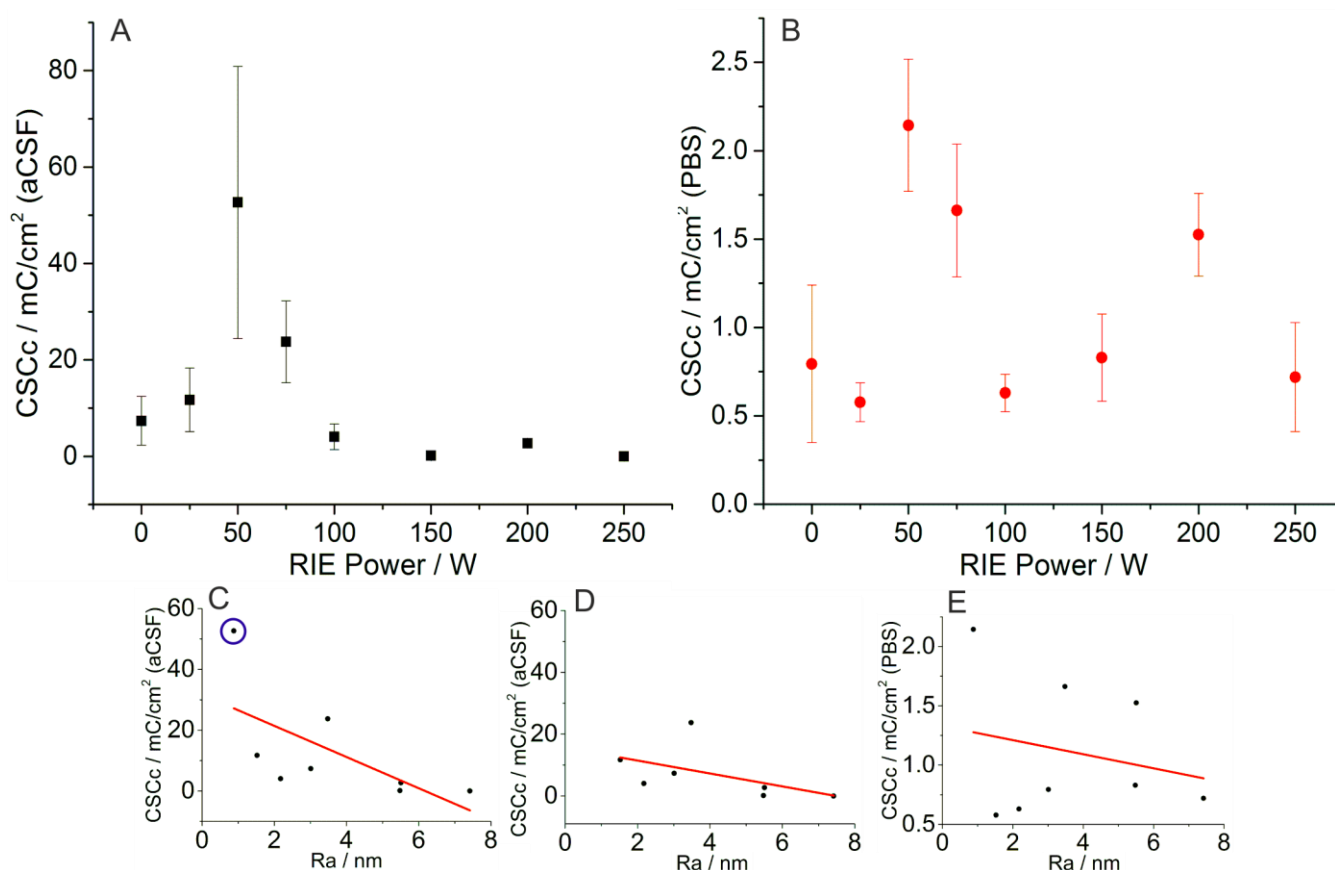 A
CSCc / mC/cm² (aCSF)
80
60
40
20
0
0 50 100 150 200 250
RIE Power / W
B
CSCc / mC/cm² (PBS)
2.5
2.0
1.5
1.0
0.5
0.0
0 50 100 150 200 250
RIE Power / W
C
CSCc / mC/cm² (aCSF)
60
40
20
0
0 2 4 6 8
Ra / nm
D
CSCc / mC/cm² (aCSF)
60
40
20
0
0 2 4 6 8
Ra / nm
E
CSCc / mC/cm² (PBS)
2.0
1.5
1.0
0.5
0 2 4 6 8
Ra / nm